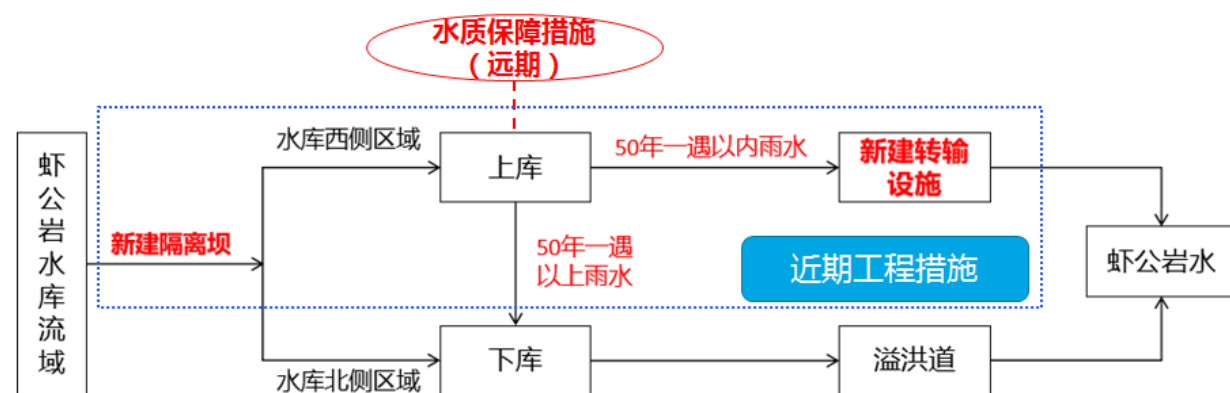 水质保障措施
（远期）
虾公岩水库流域
新建隔离坝
水库西侧区域
上库
50年一遇以内雨水
新建转输
设施
50年一遇
以上雨水
近期工程措施
虾公岩水
水库北侧区域
下库
溢洪道